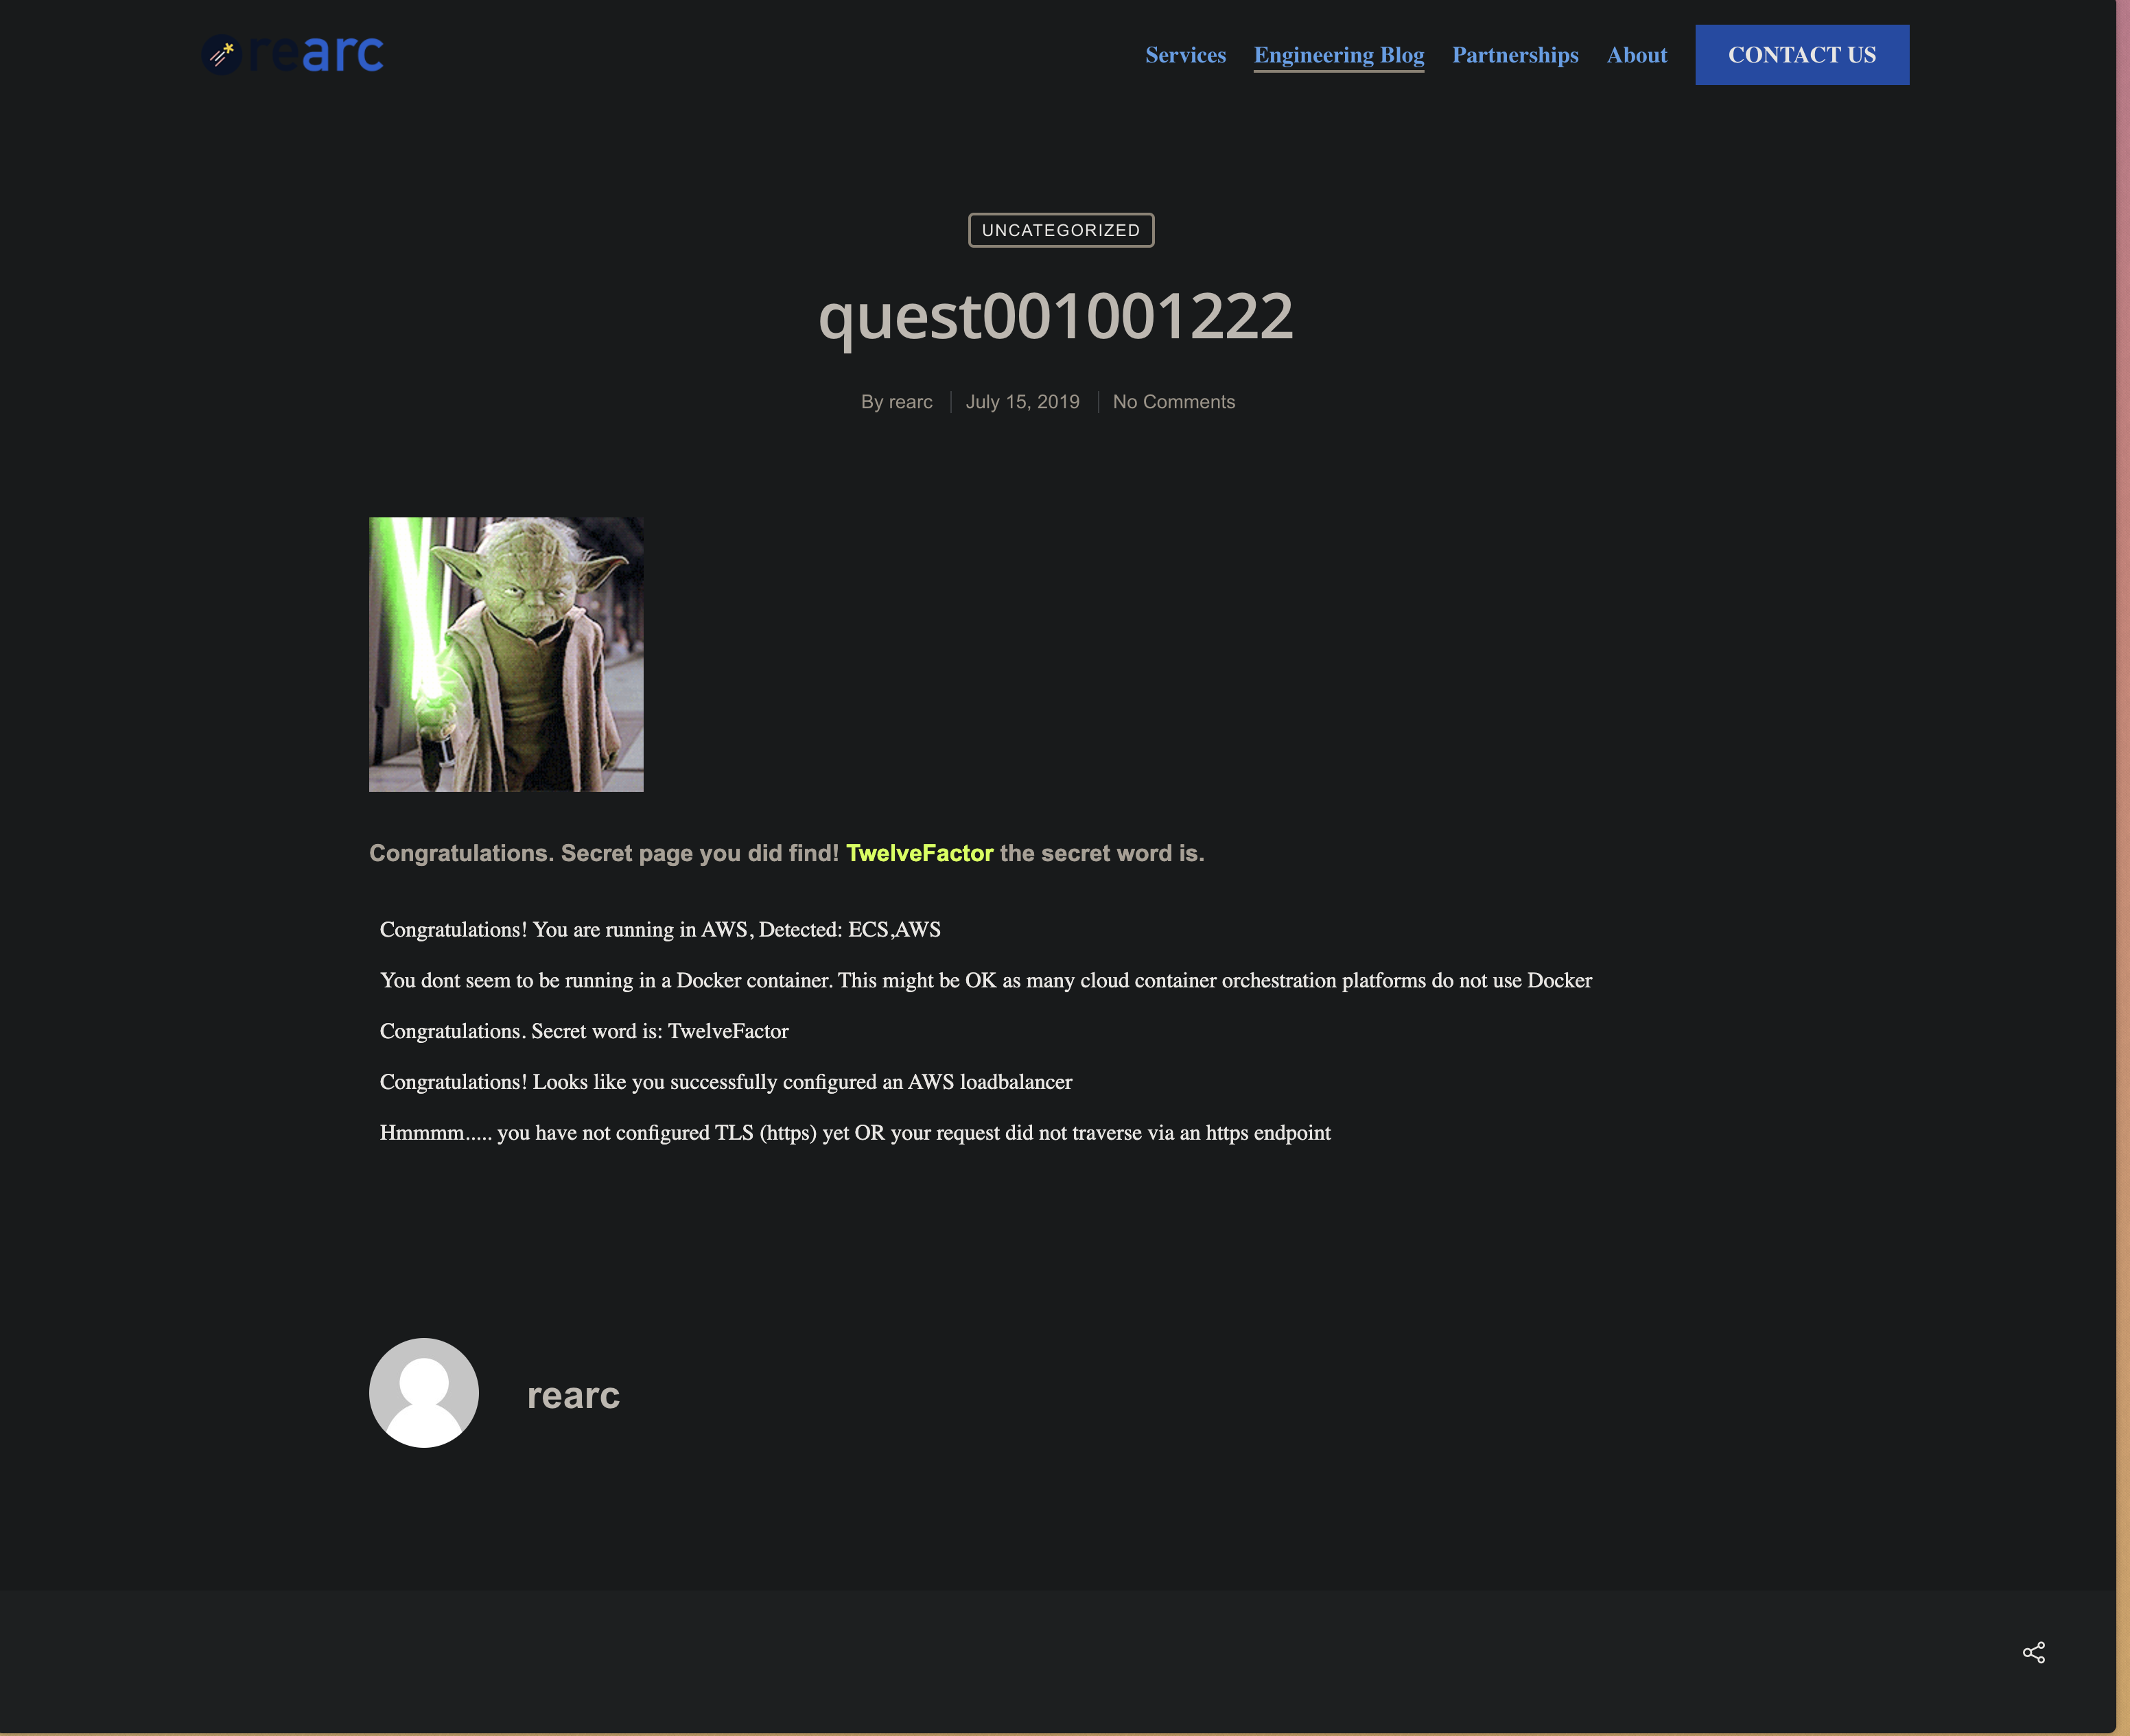 rearc
Services Engineering Blog Partnerships About CONTACT US
UNCATEGORIZED
quest001001222
By rearc July 15, 2019 No Comments
Congratulations. Secret page you did find! TwelveFactor the secret word is.
Congratulations! You are running in AWS, Detected: ECS,AWS
You dont seem to be running in a Docker container. This might be OK as many cloud container orchestration platforms do not use Docker
Congratulations. Secret word is: TwelveFactor
Congratulations! Looks like you successfully configured an AWS loadbalancer
Hmmmm..... you have not configured TLS (https) yet OR your request did not traverse via an https endpoint
rearc